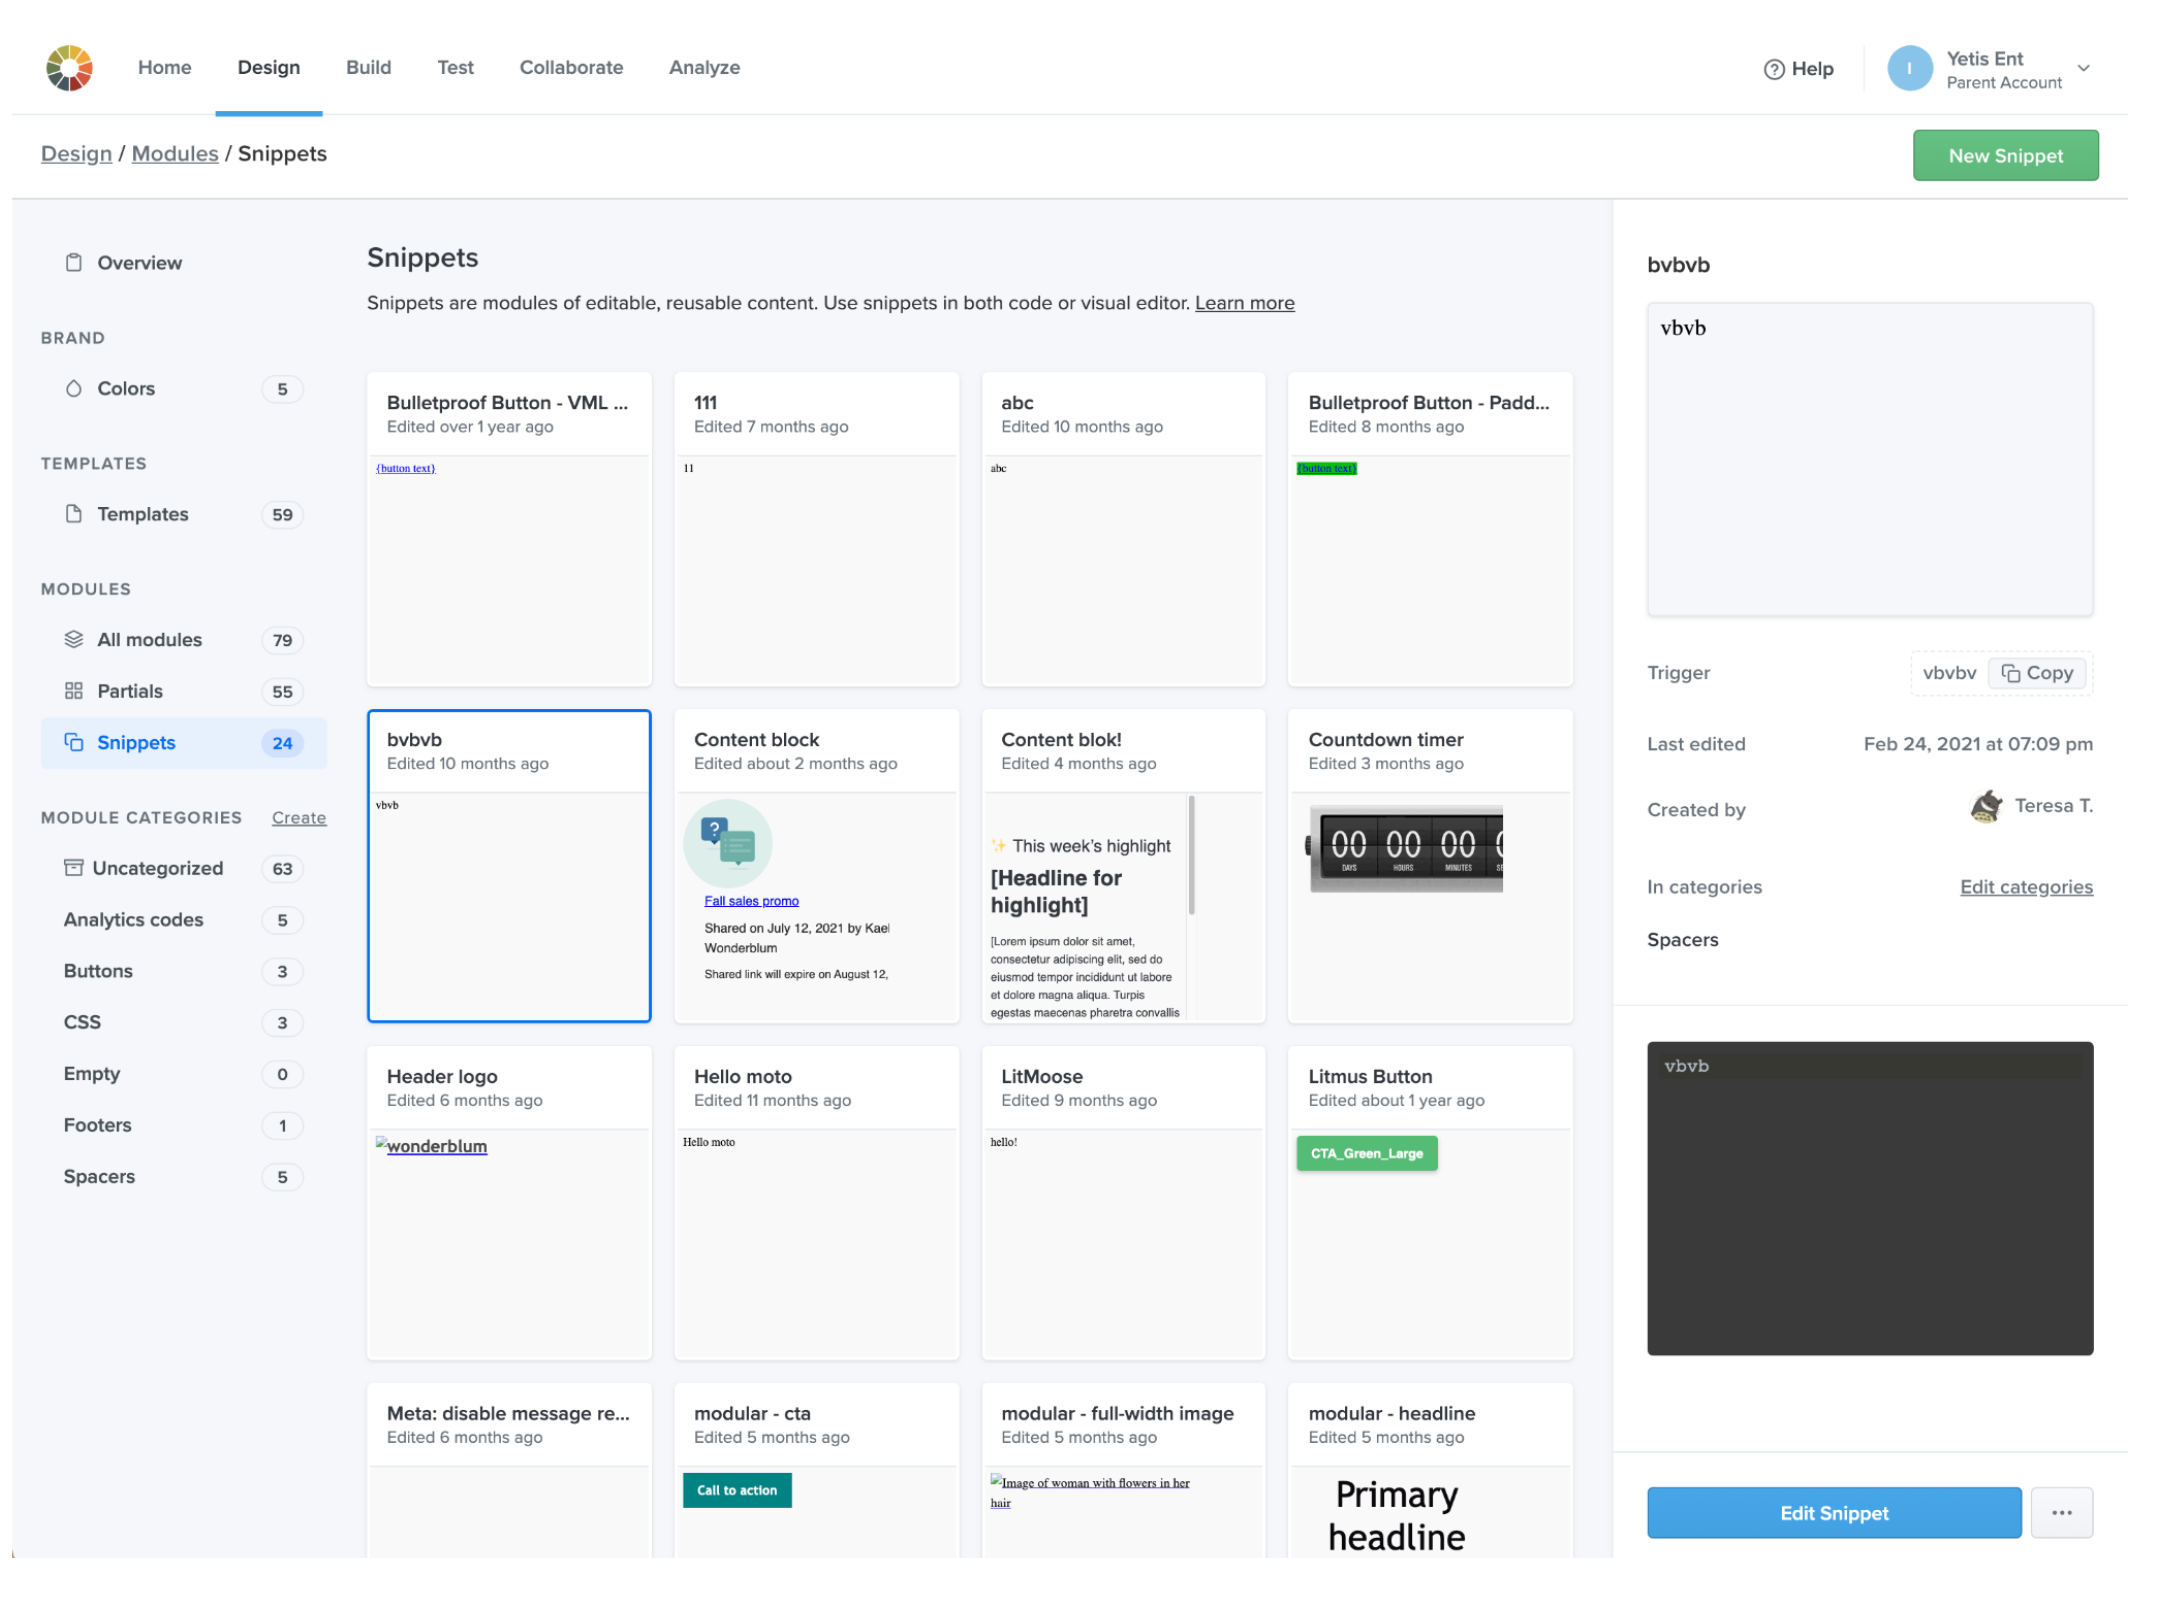 Home Design Build Test Collaborate Analyze
Help
I
Yetis Ent
Parent Account
Design / Modules / Snippets
New Snippet
Overview
BRAND
Colors 5
TEMPLATES
Templates 59
MODULES
All modules 79
Partials 55
Snippets 24
MODULE CATEGORIES Create
Uncategorized 63
Analytics codes 5
Buttons 3
CSS 3
Empty 0
Footers 1
Spacers 5
Snippets
Snippets are modules of editable, reusable content. Use snippets in both code or visual editor. Learn more
Bulletproof Button - VML ...
Edited over 1 year ago
{button text}
111
Edited 7 months ago
11
abc
Edited 10 months ago
abc
Bulletproof Button - Padd...
Edited 8 months ago
{button text}
bvbvb
Edited 10 months ago
vbvb
Content block
Edited about 2 months ago
?
Fall sales promo
Shared on July 12, 2021 by Kael
Wonderblum
Shared link will expire on August 12,
Content blok!
Edited 4 months ago
✨ This week's highlight
[Headline for
highlight]
[Lorem ipsum dolor sit amet,
consectetur adipiscing elit, sed do
eiusmod tempor incididunt ut labore
et dolore magna aliqua. Turpis
egestas maecenas pharetra convallis
Countdown timer
Edited 3 months ago
00 00 00
DAYS HOURS MINUTES SE
Header logo
Edited 6 months ago
wonderblum
Hello moto
Edited 11 months ago
Hello moto
LitMoose
Edited 9 months ago
hello!
Litmus Button
Edited about 1 year ago
CTA_Green_Large
Meta: disable message re...
Edited 6 months ago
modular - cta
Edited 5 months ago
Call to action
modular - full-width image
Edited 5 months ago
Image of woman with flowers in her
hair
modular - headline
Edited 5 months ago
Primary
headline
bvbvb
vbvb
Trigger vbvbv Copy
Last edited Feb 24, 2021 at 07:09 pm
Created by Teresa T.
In categories Edit categories
Spacers
vbvb
Edit Snippet ...